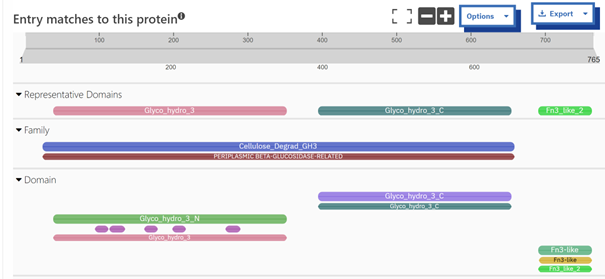 Entry matches to this protein
Options
Export
100 200 300 400 500 600 700
1 765
200 400 600
Representative Domains
Glyco_hydro_3 Glyco_hydro_3_C Fn3_like_2
Family
Cellulose_Degrad_GH3
PERIPLASMIC BETA-GLUCOSIDASE-RELATED
Domain
Glyco_hydro_3_C
Glyco_hydro_3_C
Glyco_hydro_3_N
Glyco_hydro_3
Fn3-like
Fn3-like
Fn3_like_2